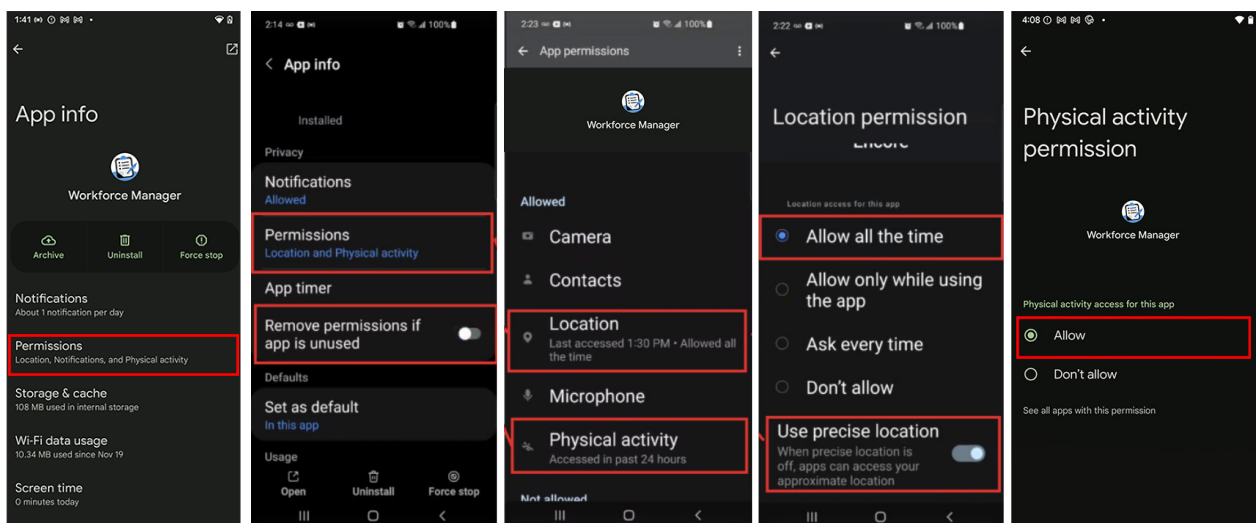 1:41
App info
Workforce Manager
Archive
Uninstall
Force stop
Notifications
About 1 notification per day
Permissions
Location, Notifications, and Physical activity
Storage & cache
108 MB used in internal storage
Wi-Fi data usage
10.34 MB used since Nov 19
Screen time
0 minutes today
2:14
100%
App info
Installed
Privacy
Notifications
Allowed
Permissions
Location and Physical activity
App timer
Remove permissions if
app is unused
Defaults
Set as default
In this app
Usage
Open
Uninstall
Force stop
2:23
100%
App permissions
Workforce Manager
Allowed
Camera
Contacts
Location
Last accessed 1:30 PM • Allowed all
the time
Microphone
Physical activity
Accessed in past 24 hours
Not allowed
2:22
100%
Location permission
Encore
Location access for this app
Allow all the time
Allow only while using
the app
Ask every time
Don't allow
Use precise location
When precise location is
off, apps can access your
approximate location
4:08
Physical activity
permission
Workforce Manager
Physical activity access for this app
Allow
Don't allow
See all apps with this permission